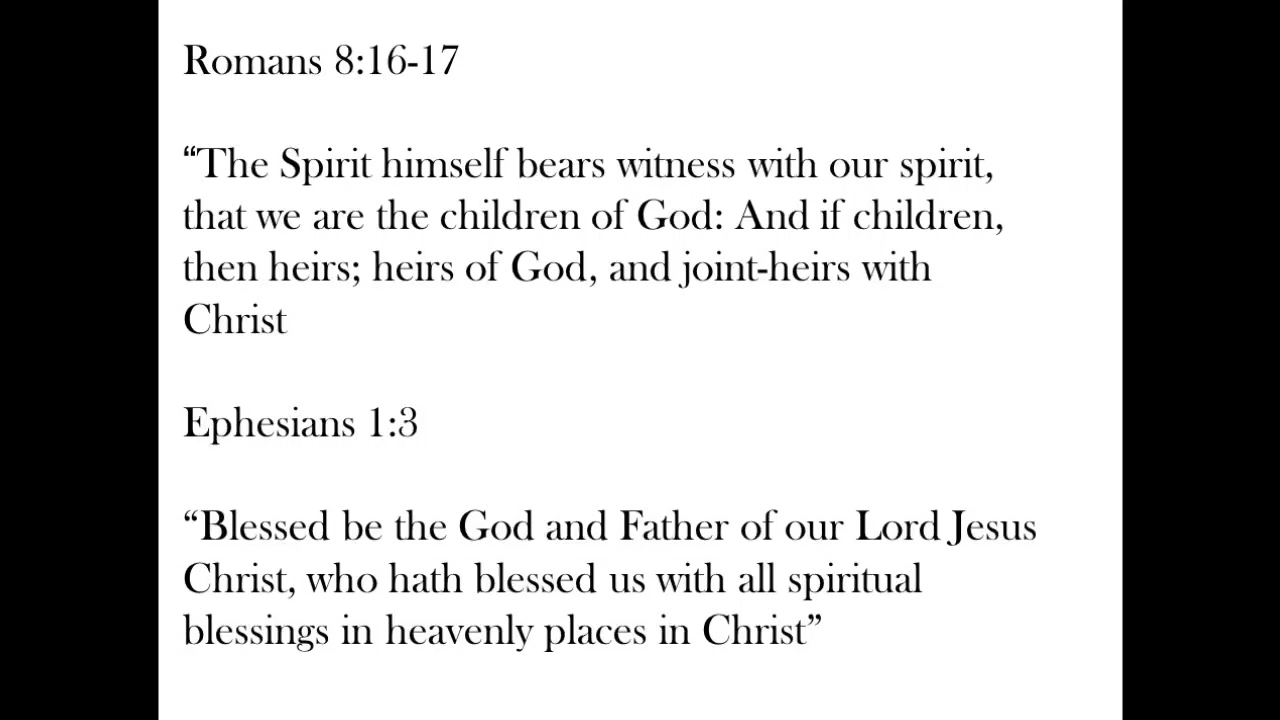 Romans 8:16-17
“The Spirit himself bears witness with our spirit,
that we are the children of God: And if children,
then heirs; heirs of God, and joint-heirs with
Christ
Ephesians 1:3
“Blessed be the God and Father of our Lord Jesus
Christ, who hath blessed us with all spiritual
blessings in heavenly places in Christ”